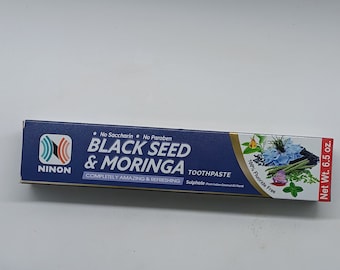 • No Saccharin • No Paraben
BLACK SEED
& MORINGA
TOOTHPASTE
COMPLETELY AMAZING & REFRESHING
NINON
Net Wt. 6.5 oz.